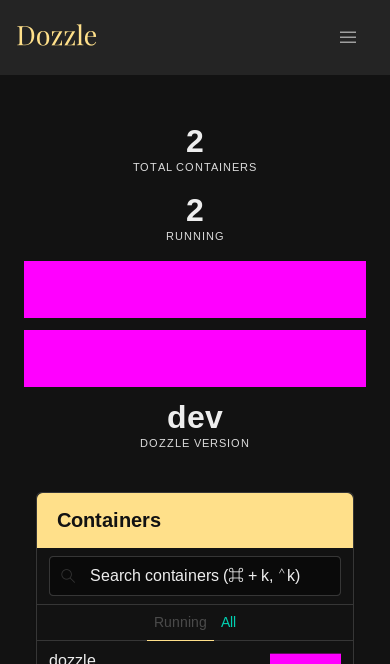 Dozzle
2
TOTAL CONTAINERS
2
RUNNING
dev
DOZZLE VERSION
Containers
Search containers (⌘ + k, ⌃k)
Running All
dozzle